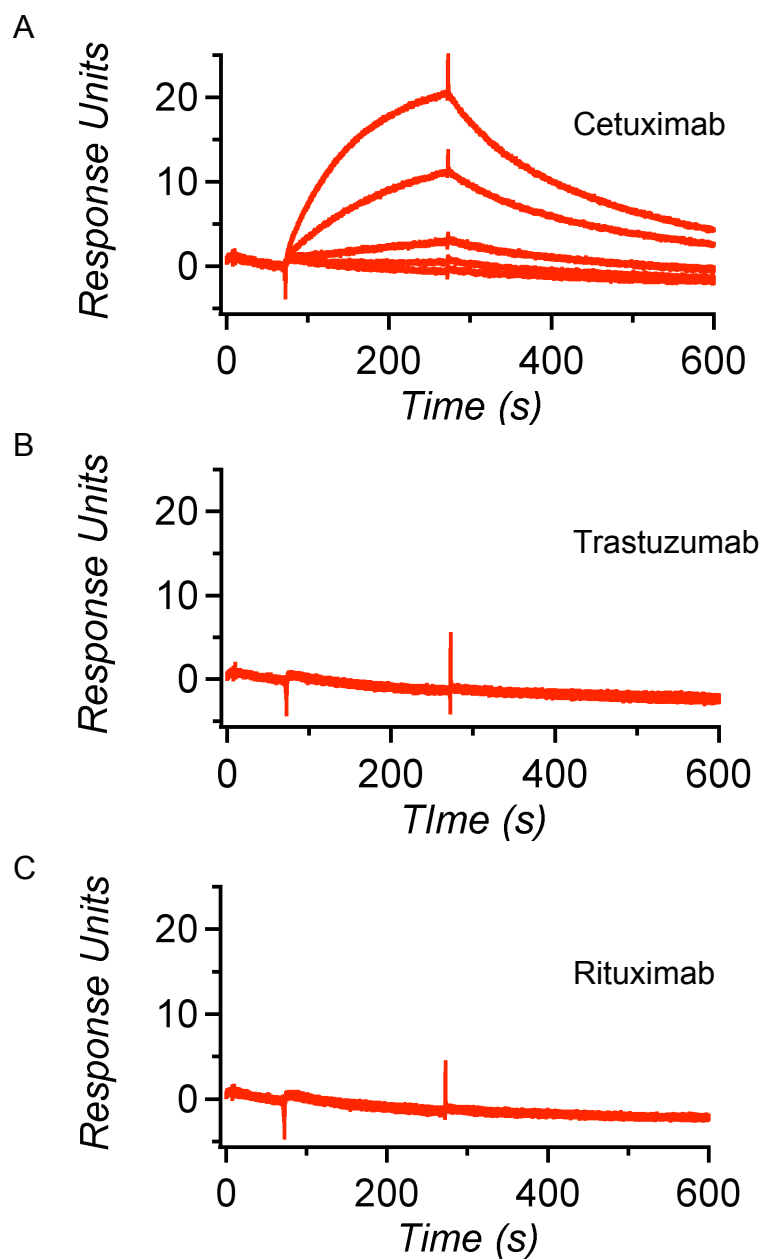 A
Response Units
20
10
0
Cetuximab
0 200 400 600
Time (s)
B
Response Units
20
10
0
Trastuzumab
0 200 400 600
TIme (s)
C
Response Units
20
10
0
Rituximab
0 200 400 600
Time (s)